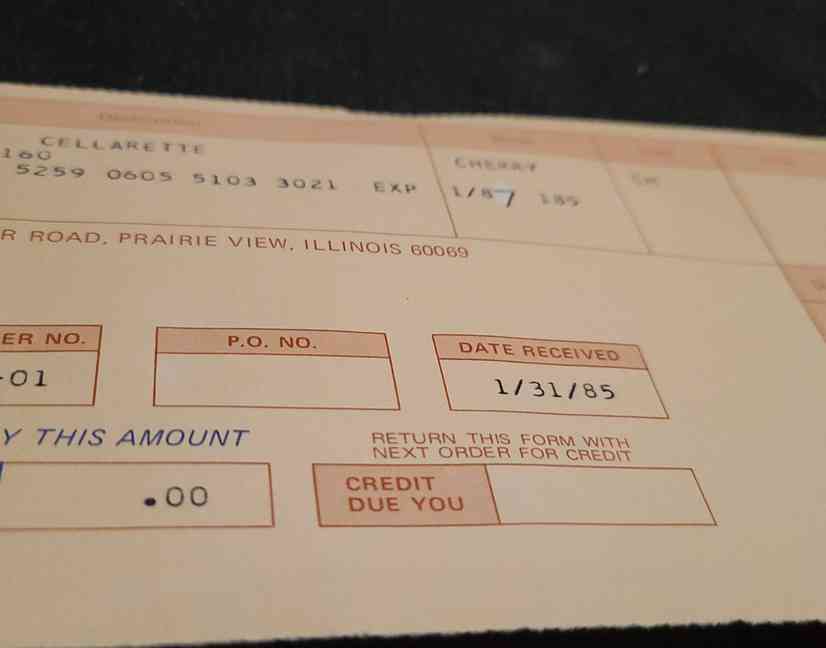 CELLARETTE CHERRY
160
5259 0605 5103 3021 EXP 1/87 185
R ROAD, PRAIRIE VIEW, ILLINOIS 60069
ER NO. P.O. NO. DATE RECEIVED
-01 1/31/85
Y THIS AMOUNT
RETURN THIS FORM WITH
NEXT ORDER FOR CREDIT
.00
CREDIT
DUE YOU